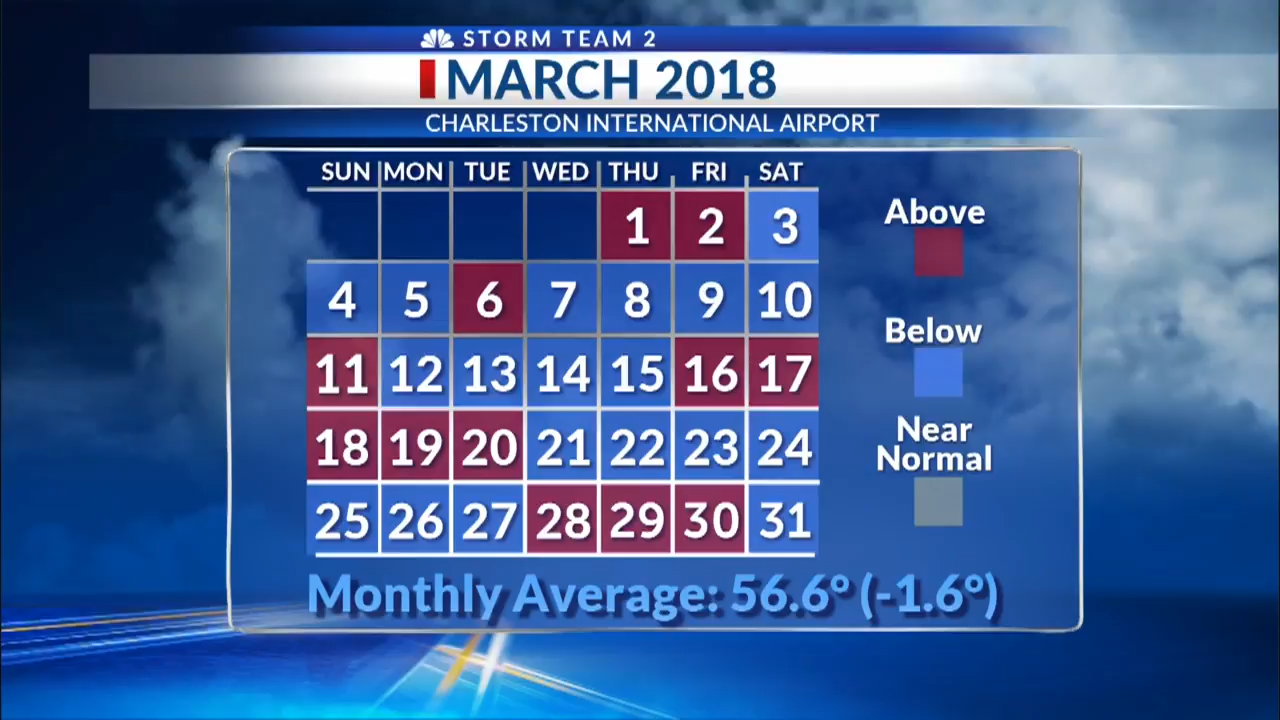 STORM TEAM 2
MARCH 2018
CHARLESTON INTERNATIONAL AIRPORT
SUN MON TUE WED THU FRI SAT
1 2 3
4 5 6 7 8 9 10
11 12 13 14 15 16 17
18 19 20 21 22 23 24
25 26 27 28 29 30 31
Above
Below
Near
Normal
Monthly Average: 56.6° (-1.6°)